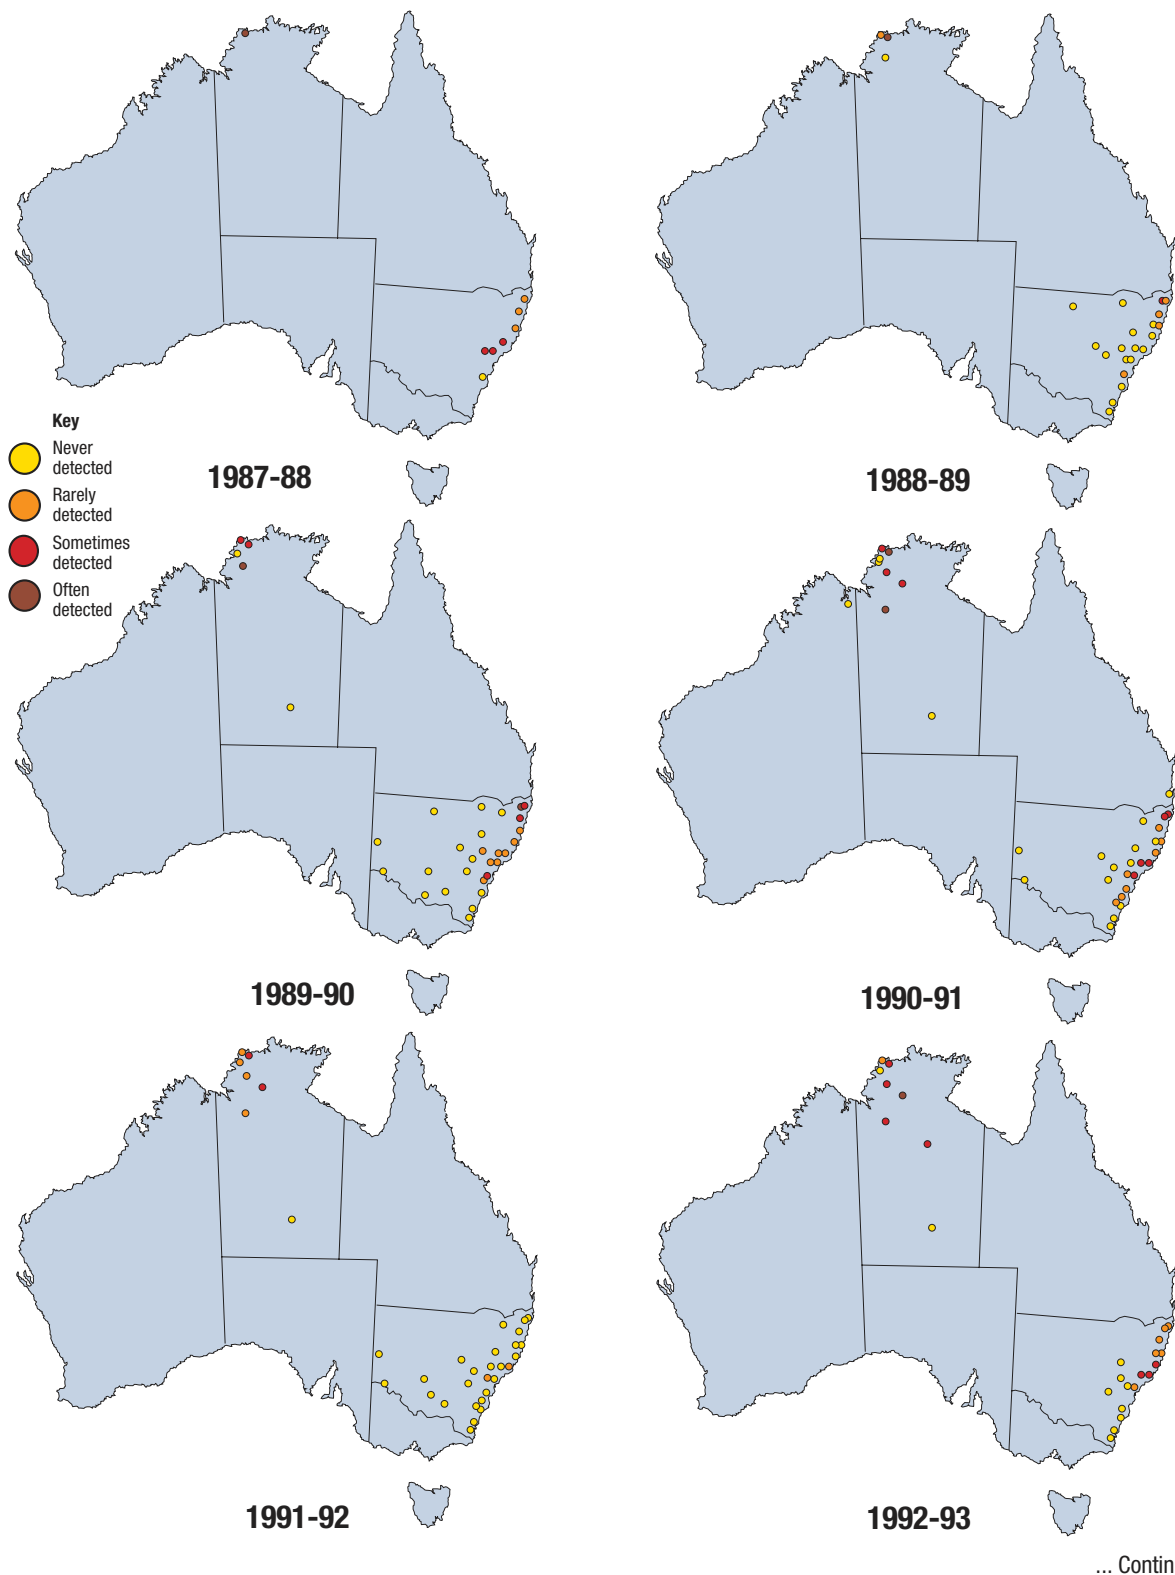 Key
Never
detected
Rarely
detected
Sometimes
detected
Often
detected
1987-88
1988-89
1989-90
1990-91
1991-92
1992-93
... Contin